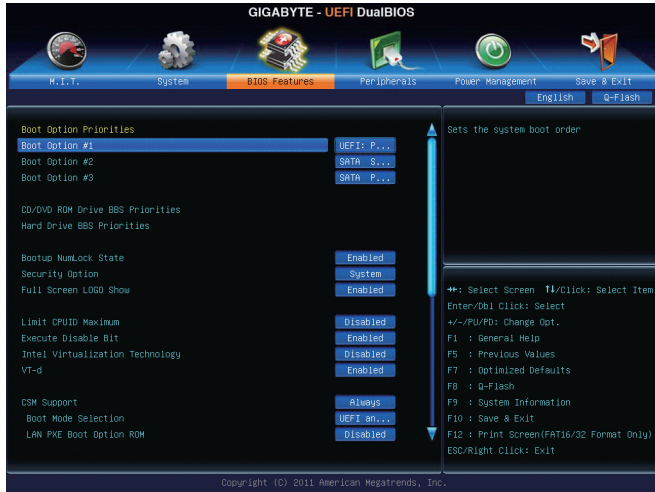 GIGABYTE - UEFI DualBIOS
M.I.T. System BIOS Features Peripherals Power Management Save & Exit
English Q-Flash
Boot Option Priorities
Boot Option #1 UEFI: P...
Boot Option #2 SATA S...
Boot Option #3 SATA P...
CD/DVD ROM Drive BBS Priorities
Hard Drive BBS Priorities
Bootup NumLock State Enabled
Security Option System
Full Screen LOGO Show Enabled
Limit CPUID Maximum Disabled
Execute Disable Bit Enabled
Intel Virtualization Technology Disabled
VT-d Enabled
CSM Support Always
Boot Mode Selection UEFI an...
LAN PXE Boot Option ROM Disabled
Sets the system boot order
→←: Select Screen ↑↓/Click: Select Item
Enter/Dbl Click: Select
+/-/PU/PD: Change Opt.
F1 : General Help
F5 : Previous Values
F7 : Optimized Defaults
F8 : Q-Flash
F9 : System Information
F10 : Save & Exit
F12 : Print Screen(FAT16/32 Format Only)
ESC/Right Click: Exit
Copyright (C) 2011 American Megatrends, Inc.